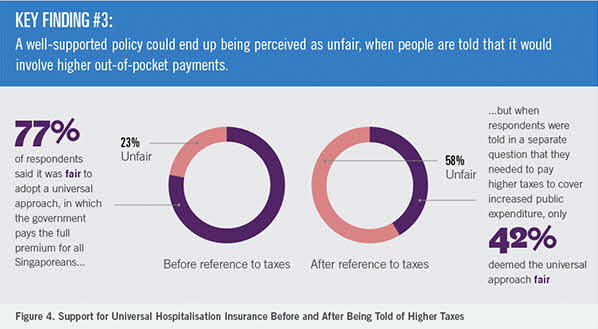 KEY FINDING #3:
A well-supported policy could end up being perceived as unfair, when people are told that it would
involve higher out-of-pocket payments.
77%
of respondents
said it was fair to
adopt a universal
approach, in which
the government
pays the full
premium for all
Singaporeans...
23%
Unfair
Before reference to taxes
58%
Unfair
After reference to taxes
...but when
respondents were
told in a separate
question that they
needed to pay
higher taxes to cover
increased public
expenditure, only
42%
deemed the universal
approach fair
Figure 4. Support for Universal Hospitalisation Insurance Before and After Being Told of Higher Taxes